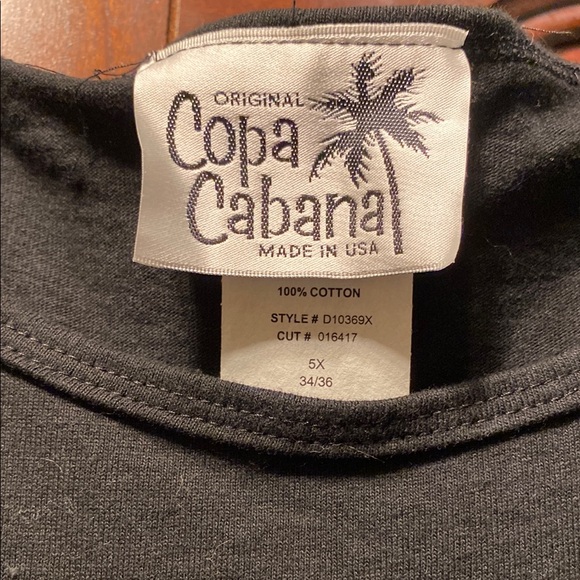 ORIGINAL
Copa
Cabana
MADE IN USA
100% COTTON
STYLE # D10369X
CUT # 016417
5X
34/36